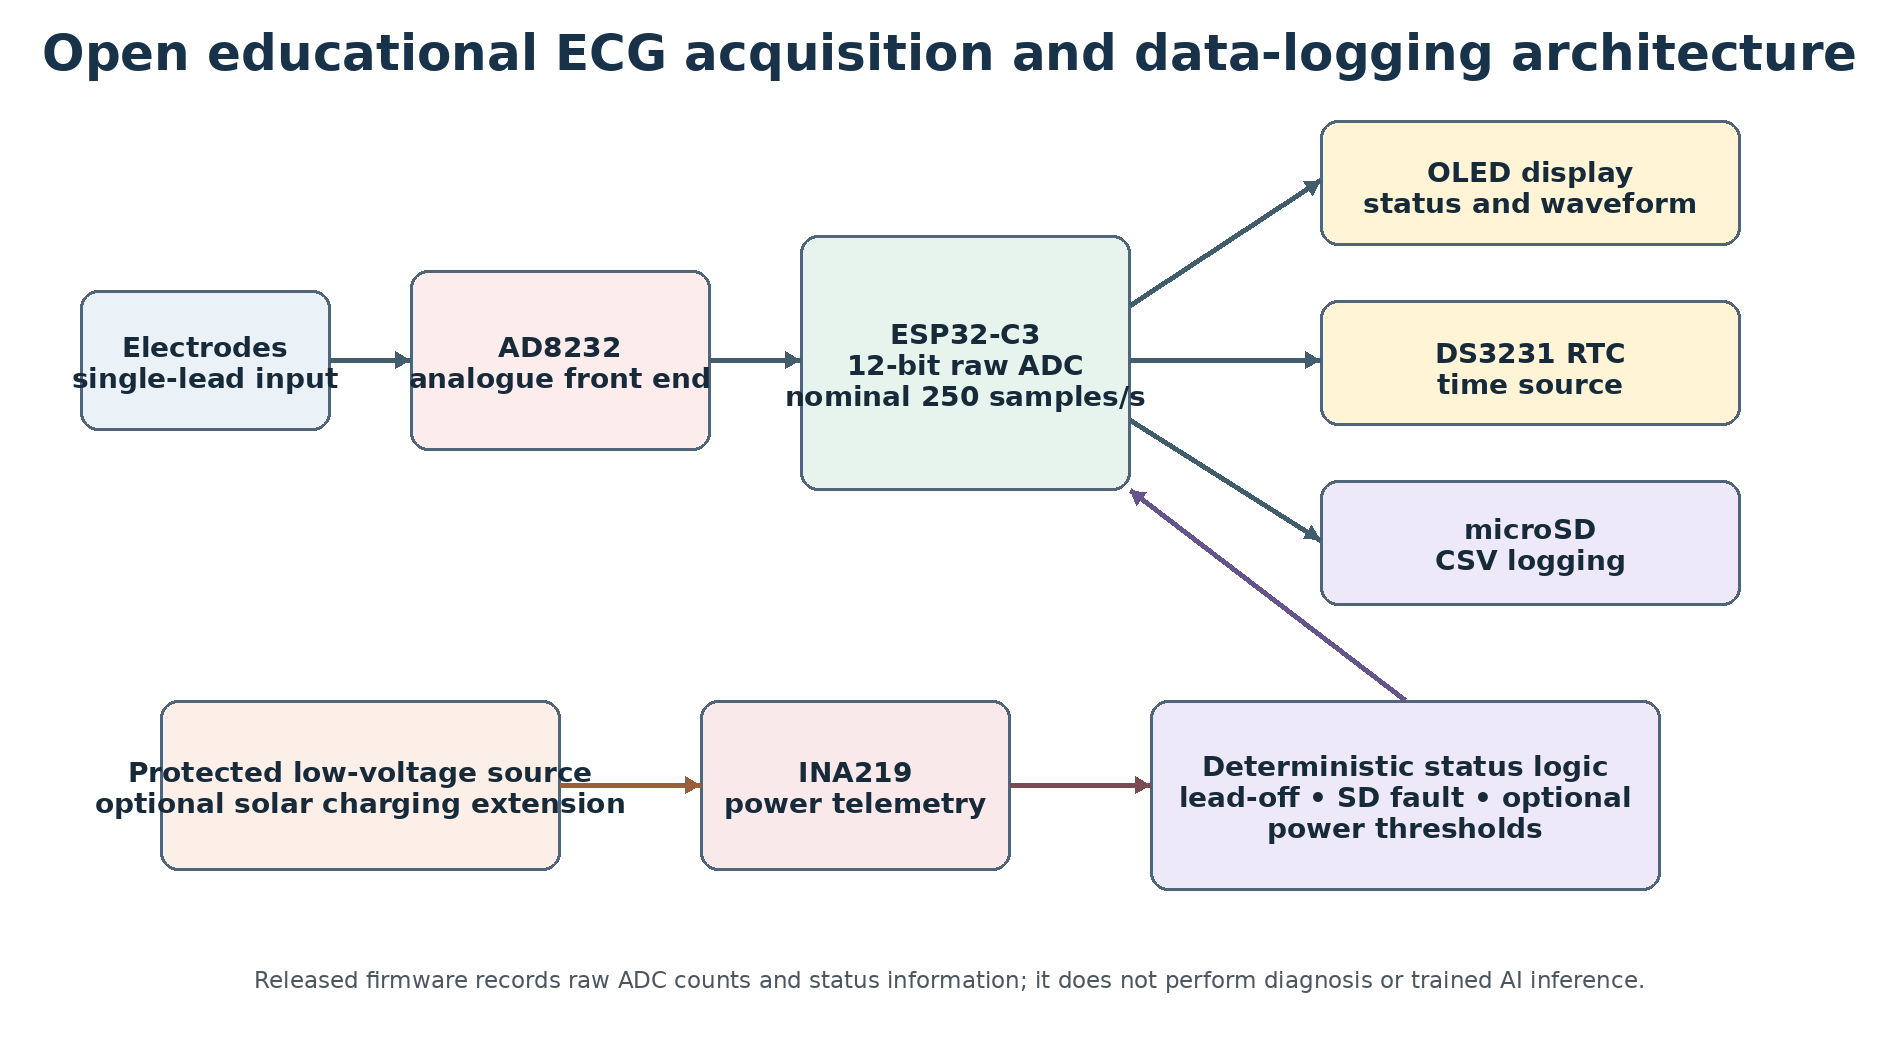 Open educational ECG acquisition and data-logging architecture
OLED display
status and waveform
Electrodes
single-lead input
AD8232
analogue front end
ESP32-C3
12-bit raw ADC
nominal 250 samples/s
DS3231 RTC
time source
microSD
CSV logging
Protected low-voltage source
optional solar charging extension
INA219
power telemetry
Deterministic status logic
lead-off • SD fault • optional
power thresholds
Released firmware records raw ADC counts and status information; it does not perform diagnosis or trained AI inference.